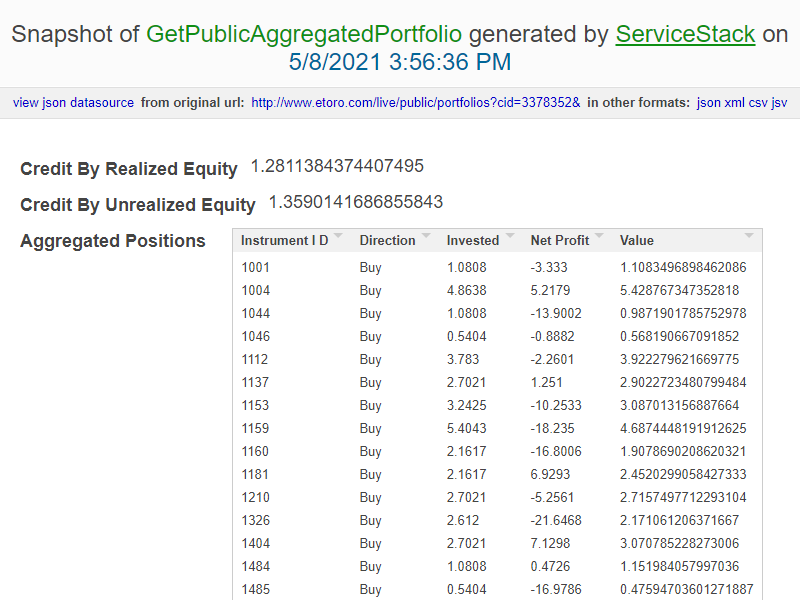 Snapshot of GetPublicAggregatedPortfolio generated by ServiceStack on
5/8/2021 3:56:36 PM
view json datasource from original url: http://www.etoro.com/live/public/portfolios?cid=3378352& in other formats: json xml csv jsv
Credit By Realized Equity 1.2811384374407495
Credit By Unrealized Equity 1.3590141686855843
Aggregated Positions
Instrument I D Direction Invested Net Profit Value
1001 Buy 1.0808 -3.333 1.1083496898462086
1004 Buy 4.8638 5.2179 5.428767347352818
1044 Buy 1.0808 -13.9002 0.9871901785752978
1046 Buy 0.5404 -0.8882 0.568190667091852
1112 Buy 3.783 -2.2601 3.922279621669775
1137 Buy 2.7021 1.251 2.9022723480799484
1153 Buy 3.2425 -10.2533 3.087013156887664
1159 Buy 5.4043 -18.235 4.6874448191912625
1160 Buy 2.1617 -16.8006 1.9078690208620321
1181 Buy 2.1617 6.9293 2.4520299058427333
1210 Buy 2.7021 -5.2561 2.7157497712293104
1326 Buy 2.612 -21.6468 2.171061206371667
1404 Buy 2.7021 7.1298 3.070785228273006
1484 Buy 1.0808 0.4726 1.151984057997036
1485 Buy 0.5404 -16.9786 0.47594703601271887